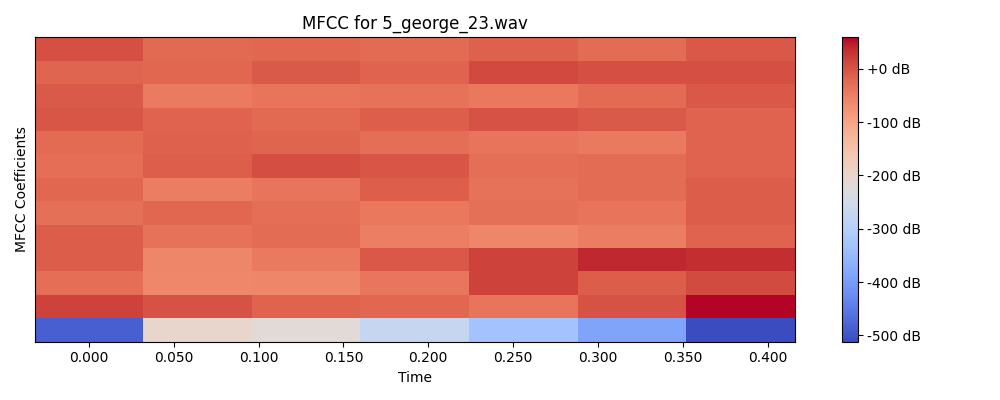 MFCC for 5_george_23.wav
MFCC Coefficients
0.000 0.050 0.100 0.150 0.200 0.250 0.300 0.350 0.400
Time
+0 dB
-100 dB
-200 dB
-300 dB
-400 dB
-500 dB